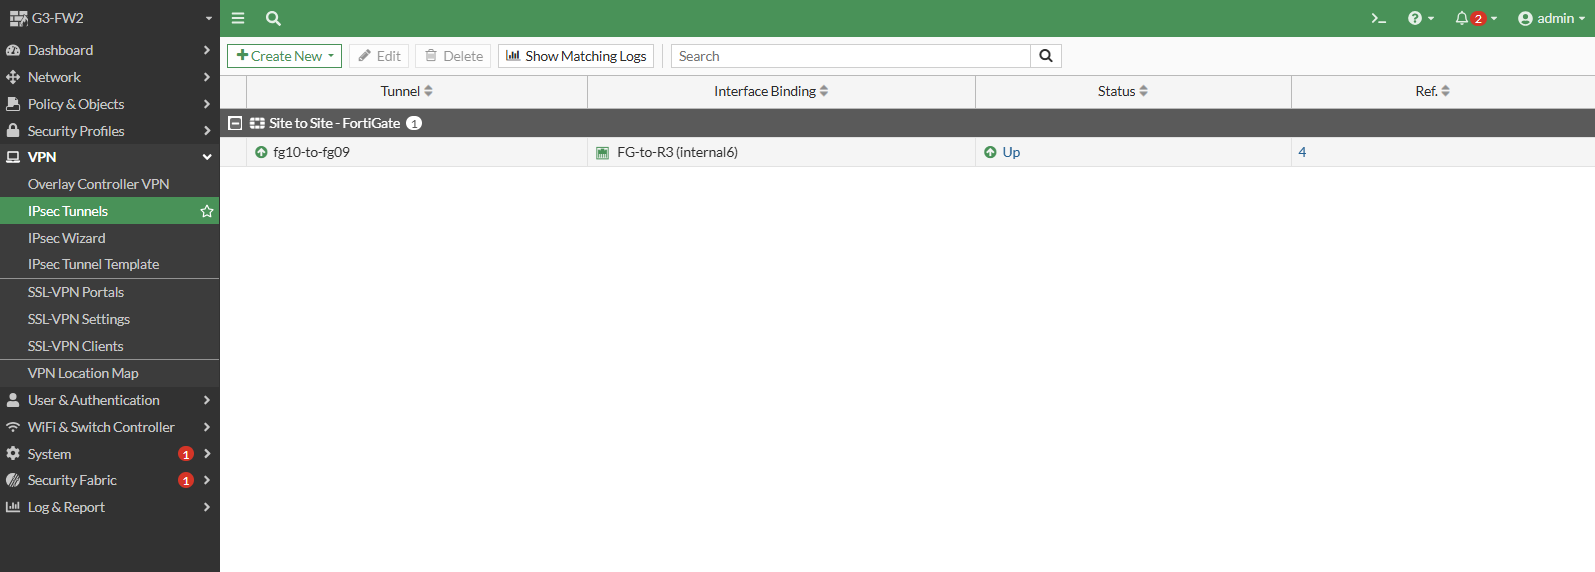 G3-FW2
2
admin
Dashboard
Network
Policy & Objects
Security Profiles
VPN
Overlay Controller VPN
IPsec Tunnels
IPsec Wizard
IPsec Tunnel Template
SSL-VPN Portals
SSL-VPN Settings
SSL-VPN Clients
VPN Location Map
User & Authentication
WiFi & Switch Controller
System 1
Security Fabric 1
Log & Report
Create New Edit Delete Show Matching Logs Search
Tunnel Interface Binding Status Ref.
Site to Site - FortiGate 1
fg10-to-fg09 FG-to-R3 (internal6) Up 4